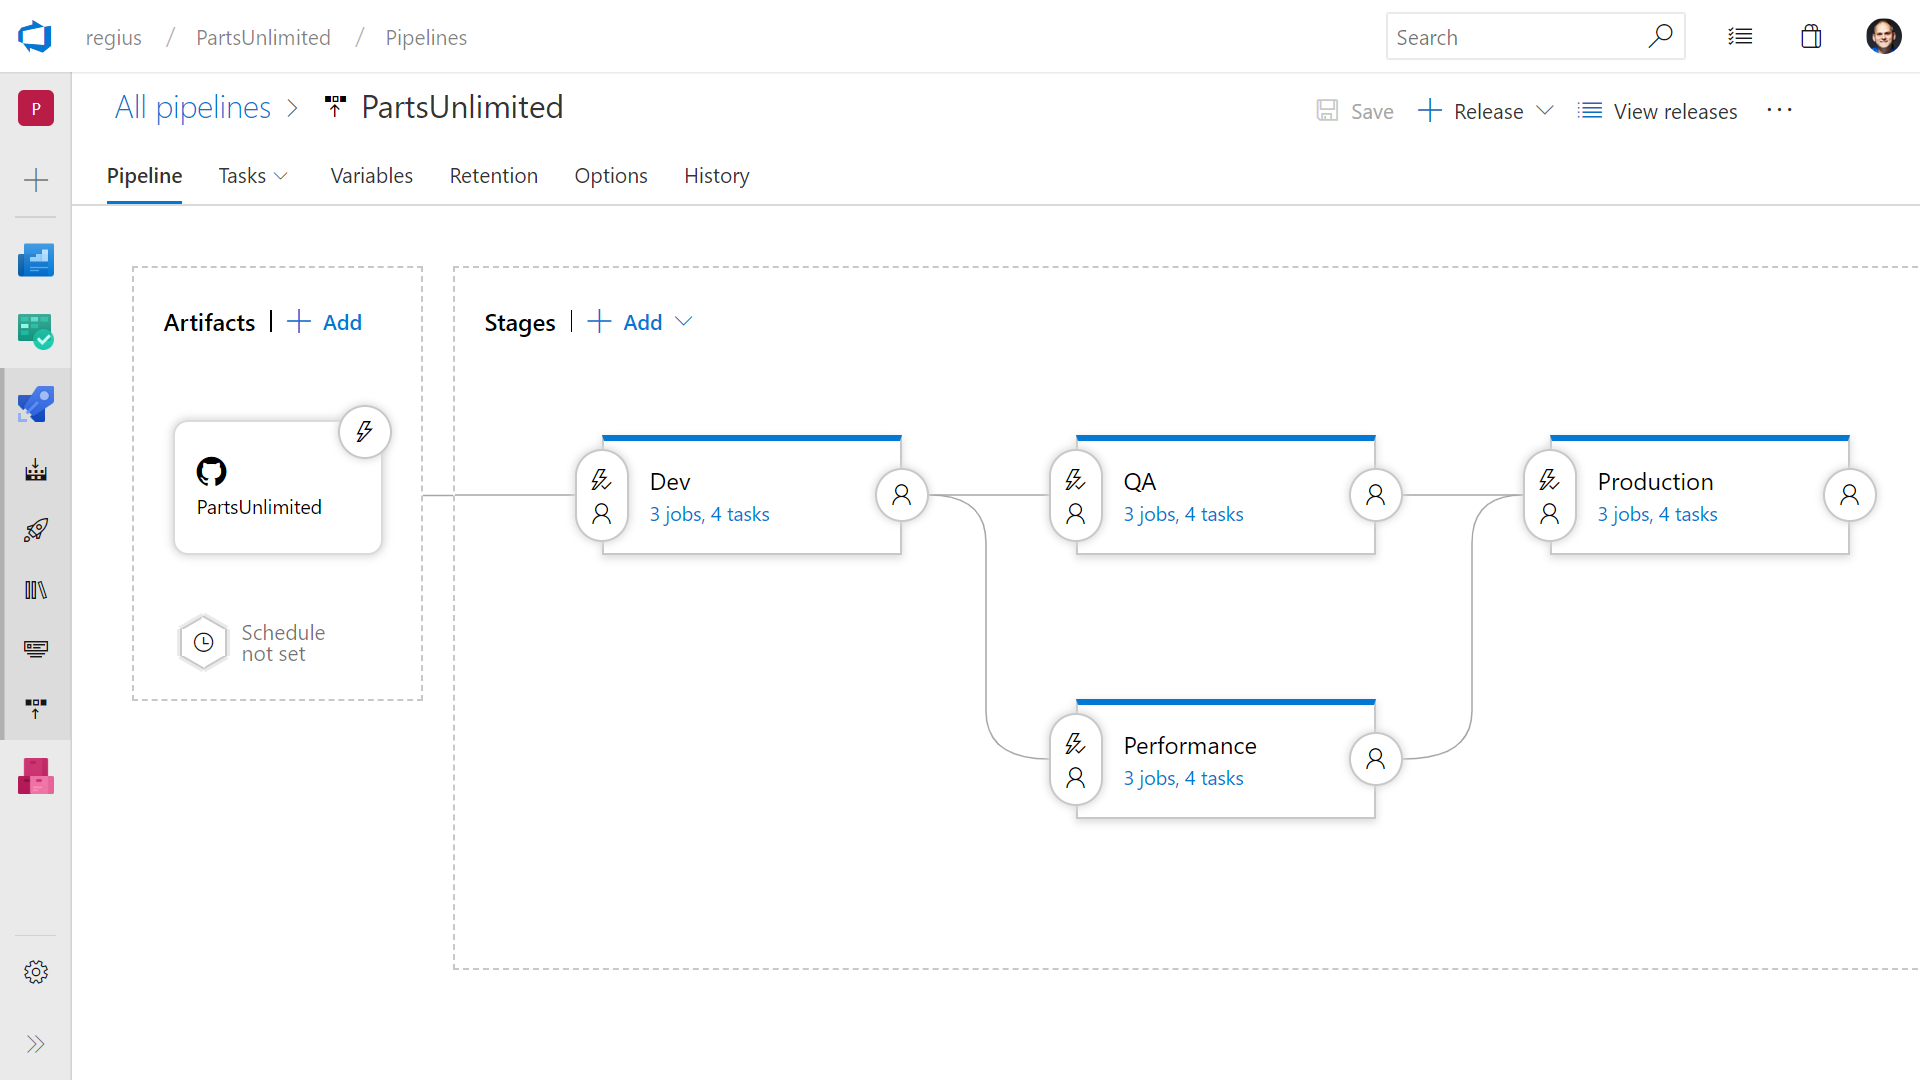 regius / PartsUnlimited / Pipelines
Search
P
All pipelines > PartsUnlimited
Save
Release
View releases
...
Pipeline
Tasks
Variables
Retention
Options
History
Artifacts | + Add
Stages | + Add
PartsUnlimited
Schedule
not set
Dev
3 jobs, 4 tasks
QA
3 jobs, 4 tasks
Production
3 jobs, 4 tasks
Performance
3 jobs, 4 tasks